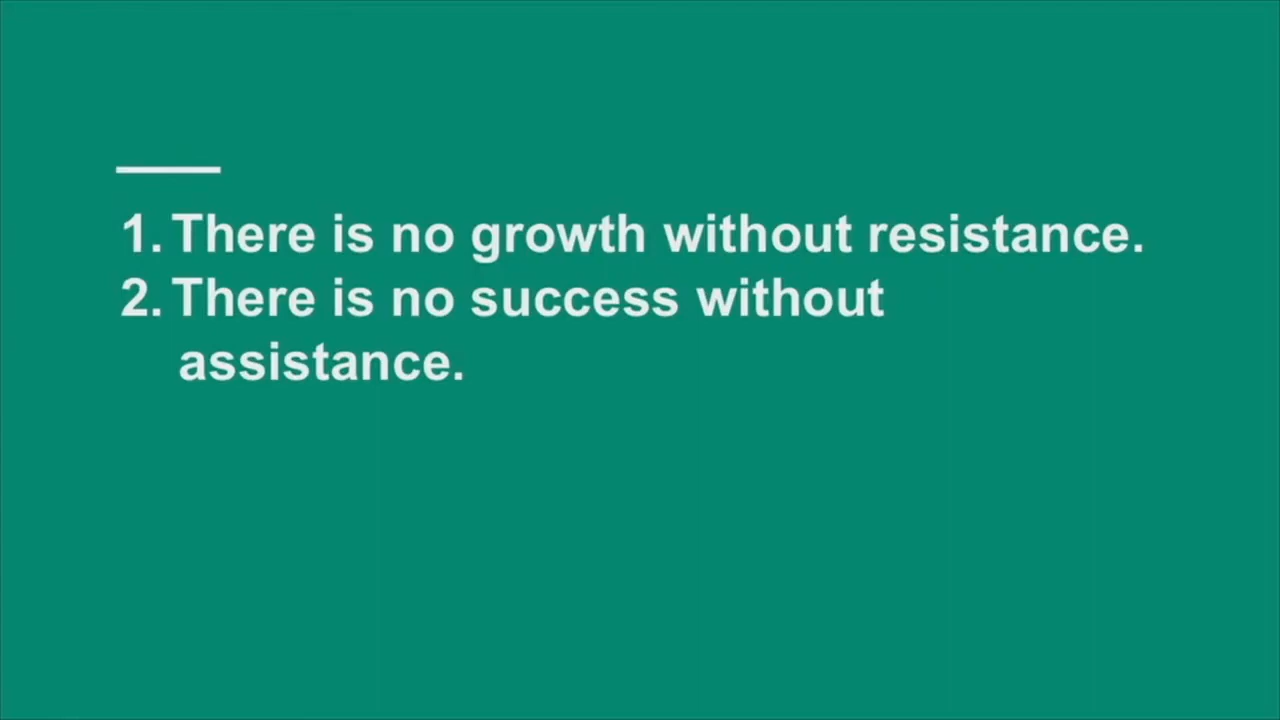 1. There is no growth without resistance.
2. There is no success without
assistance.